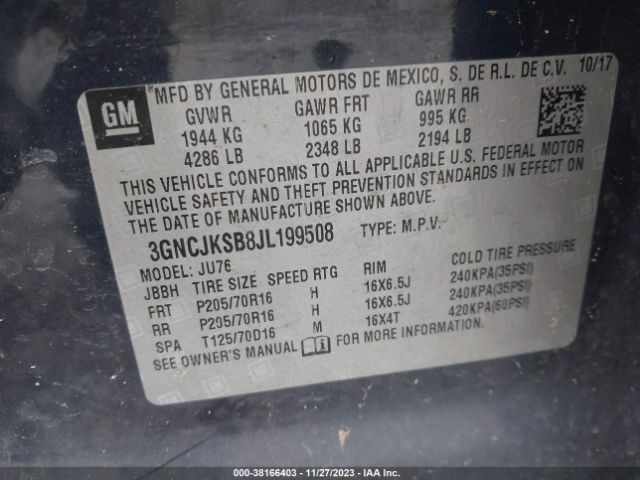 GM
MFD BY GENERAL MOTORS DE MEXICO, S. DE R.L. DE C.V. 10/17
GVWR GAWR FRT GAWR RR
1944 KG 1065 KG 995 KG
4286 LB 2348 LB 2194 LB
THIS VEHICLE CONFORMS TO ALL APPLICABLE U.S. FEDERAL MOTOR
VEHICLE SAFETY AND THEFT PREVENTION STANDARDS IN EFFECT ON
THE DATE OF MANUFACTURE SHOWN ABOVE.
3GNCJKSB8JL199508 TYPE: M.P.V.
MODEL: JU76
JBBH TIRE SIZE SPEED RTG RIM COLD TIRE PRESSURE
FRT P205/70R16 H 16X6.5J 240KPA(35PSI)
RR P205/70R16 H 16X6.5J 240KPA(35PSI)
SPA T125/70D16 M 16X4T 420KPA(60PSI)
SEE OWNER'S MANUAL FOR MORE INFORMATION.
000-38166403 - 11/27/2023 - IAA Inc.